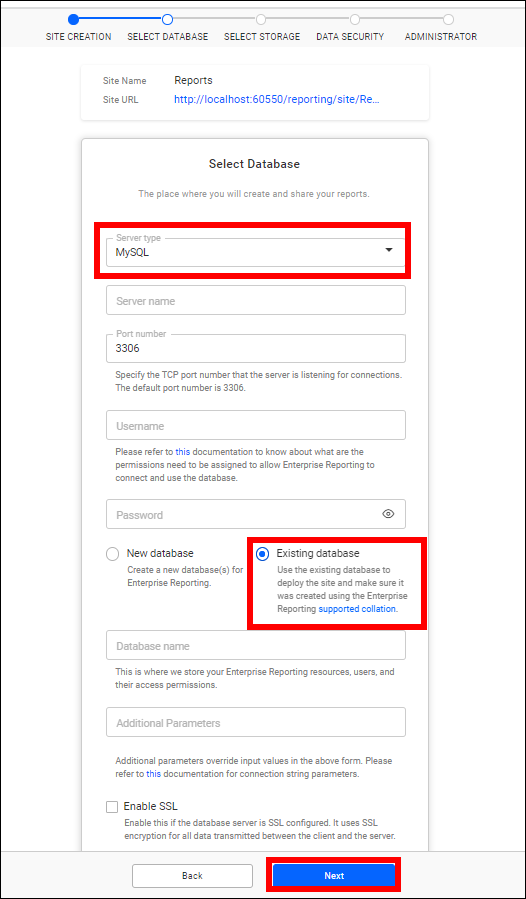 SITE CREATION SELECT DATABASE SELECT STORAGE DATA SECURITY ADMINISTRATOR
Site Name Reports
Site URL http://localhost:60550/reporting/site/Re...
Select Database
The place where you will create and share your reports.
Server type
MySQL
Server name
Port number
3306
Specify the TCP port number that the server is listening for connections.
The default port number is 3306.
Username
Please refer to this documentation to know about what are the
permissions need to be assigned to allow Enterprise Reporting to
connect and use the database.
Password
New database
Create a new database(s) for
Enterprise Reporting.
Existing database
Use the existing database to
deploy the site and make sure it
was created using the Enterprise
Reporting supported collation.
Database name
This is where we store your Enterprise Reporting resources, users, and
their access permissions.
Additional Parameters
Additional parameters override input values in the above form. Please
refer to this documentation for connection string parameters.
Enable SSL
Enable this if the database server is SSL configured. It uses SSL
encryption for all data transmitted between the client and the server.
Back Next